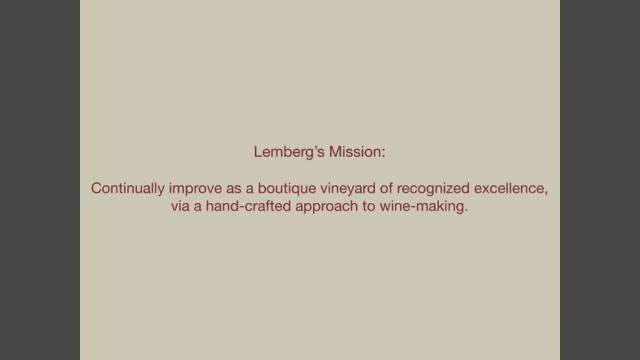 Lemberg's Mission:
Continually improve as a boutique vineyard of recognized excellence,
via a hand-crafted approach to wine-making.